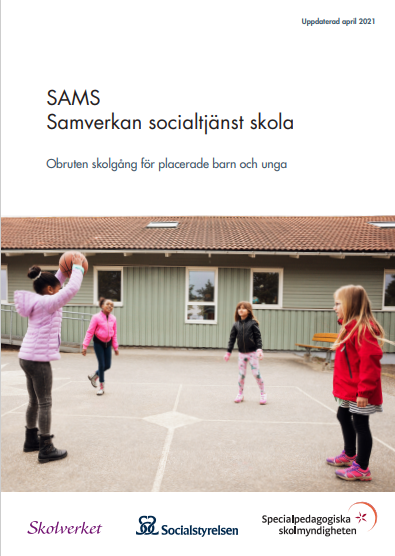 Uppdaterad april 2021
SAMS
Samverkan socialtjänst skola
Obruten skolgång för placerade barn och unga
Skolverket
Socialstyrelsen
Specialpedagogiska
skolmyndigheten